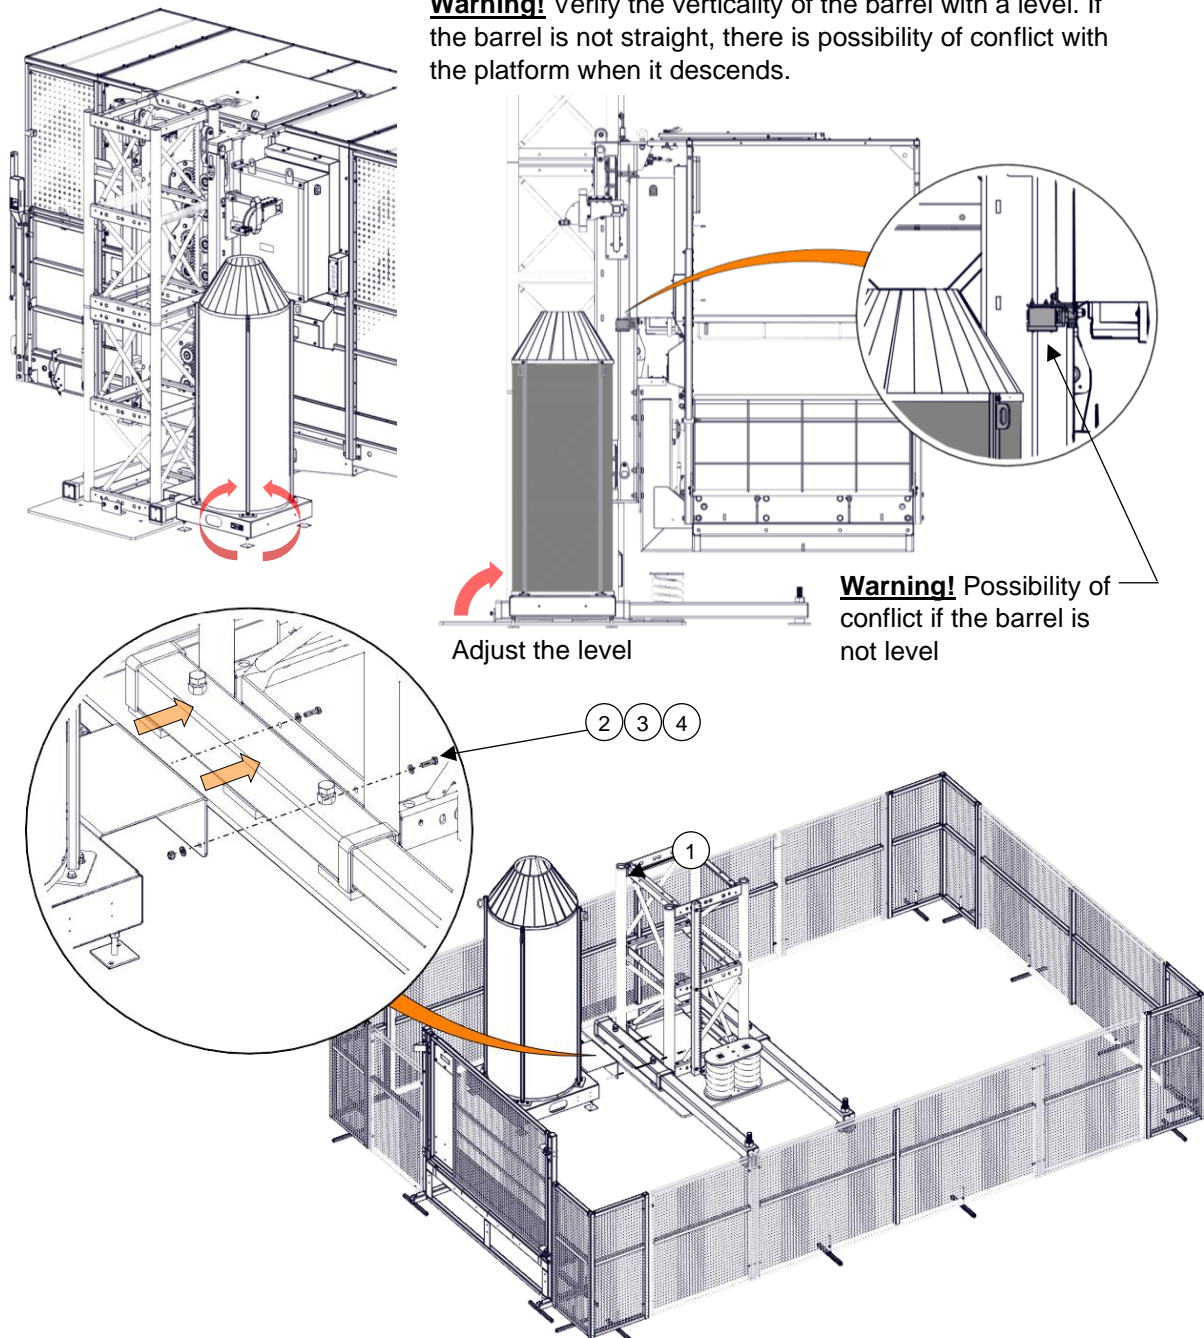 Warning! Verify the verticality of the barrel with a level. If
the barrel is not straight, there is possibility of conflict with
the platform when it descends.
Warning! Possibility of
conflict if the barrel is
not level
Adjust the level
2 3 4
1